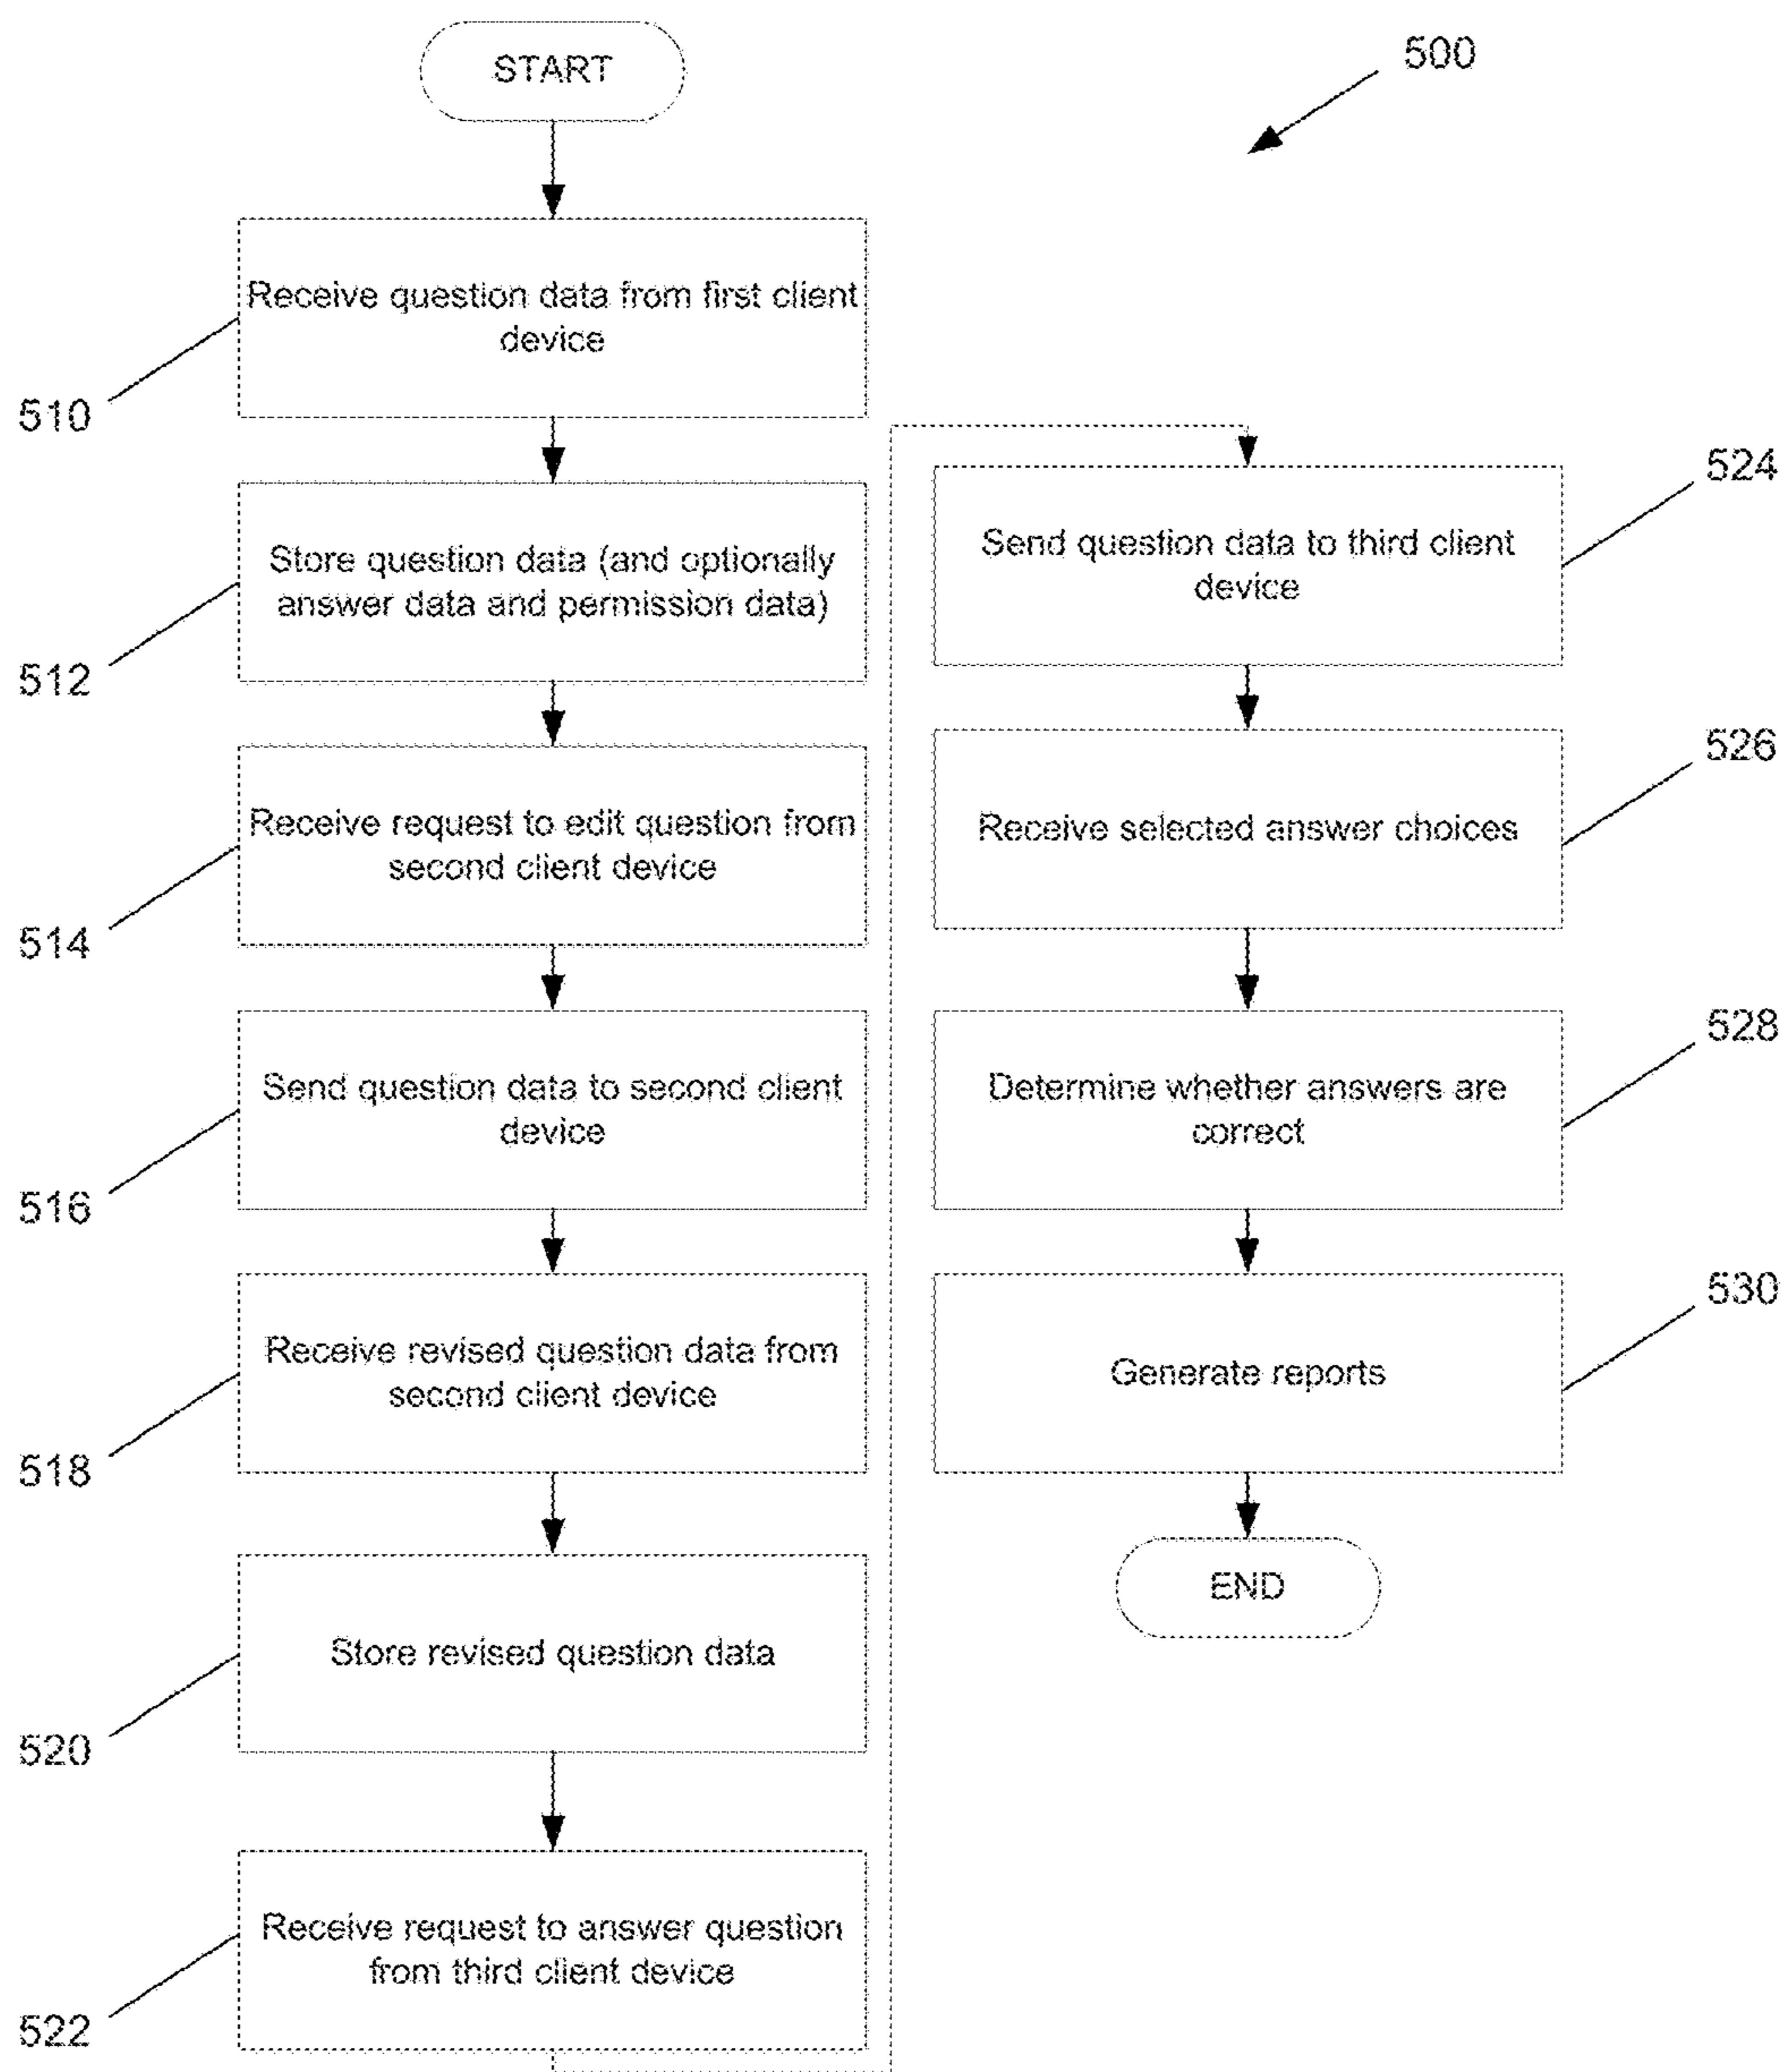 START
500
Receive question data from first client
device
510
Store question data (and optionally
answer data and permission data)
512
Receive request to edit question from
second client device
514
Send question data to second client
device
516
Receive revised question data from
second client device
518
Store revised question data
520
Receive request to answer question
from third client device
522
Send question data to third client
device
524
Receive selected answer choices
526
Determine whether answers are
correct
528
Generate reports
530
END